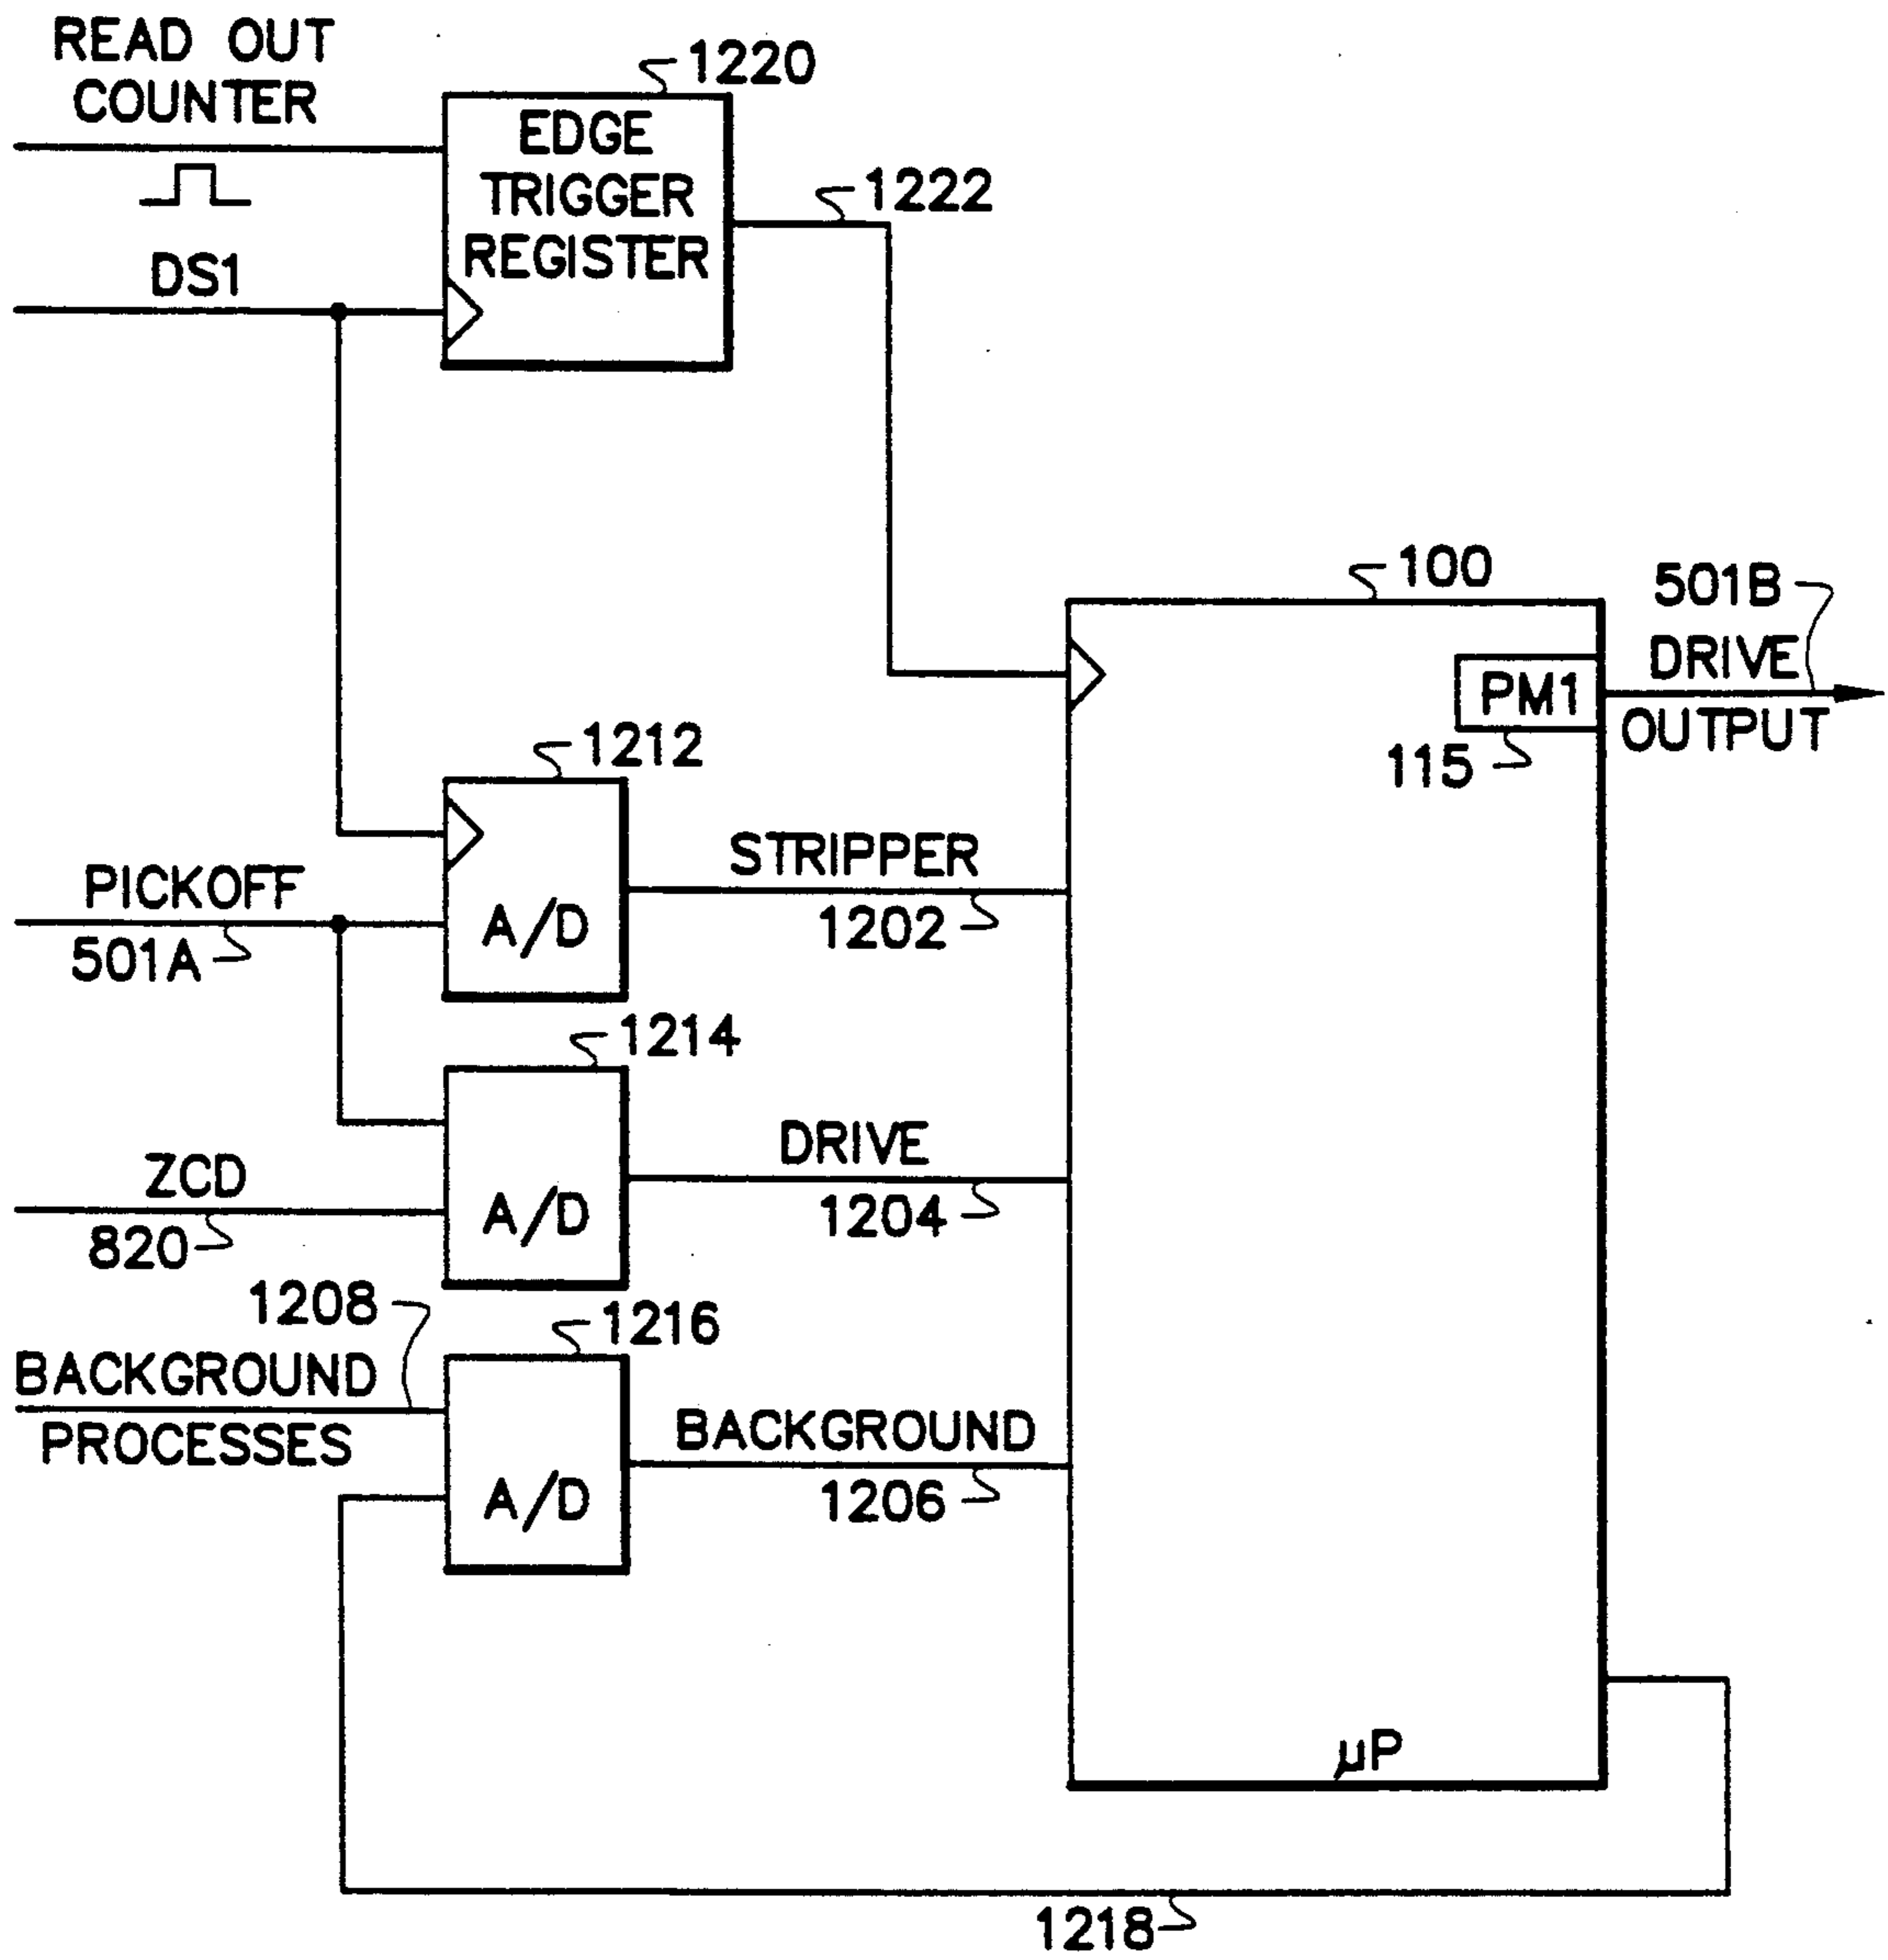 READ OUT
COUNTER
1220
EDGE
TRIGGER
REGISTER
1222
DS1
100
501B
DRIVE
OUTPUT
PM1
115
1212
STRIPPER
PICKOFF
A/D
1202
501A
1214
DRIVE
ZCD
A/D
1204
820
1208
1216
BACKGROUND
PROCESSES
BACKGROUND
A/D
1206
µP
1218